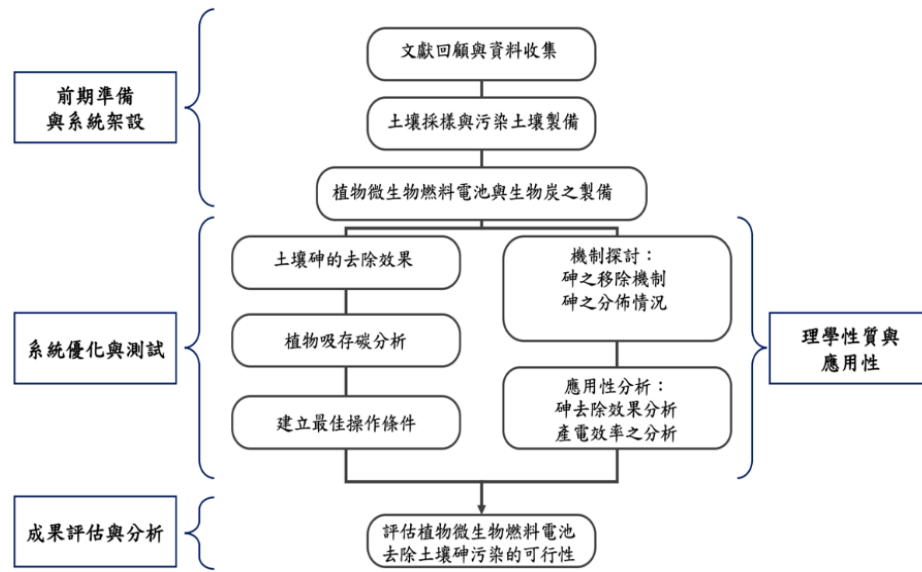 前期準備
與系統架設
文獻回顧與資料收集
土壤採樣與污染土壤製備
植物微生物燃料電池與生物炭之製備
系統優化與測試
土壤砷的去除效果
植物吸存碳分析
建立最佳操作條件
機制探討：
砷之移除機制
砷之分佈情況
應用性分析：
砷去除效果分析
產電效率之分析
理學性質與
應用性
成果評估與分析
評估植物微生物燃料電池
去除土壤砷污染的可行性